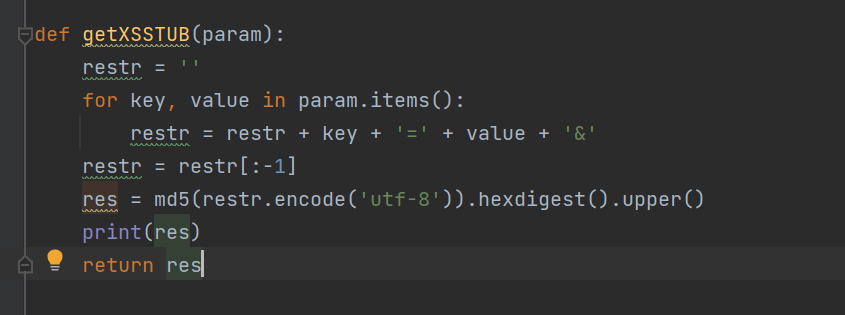 def getXSSTUB(param):
    restr = ''
    for key, value in param.items():
        restr = restr + key + '=' + value + '&'
    restr = restr[:-1]
    res = md5(restr.encode('utf-8')).hexdigest().upper()
    print(res)
    return res